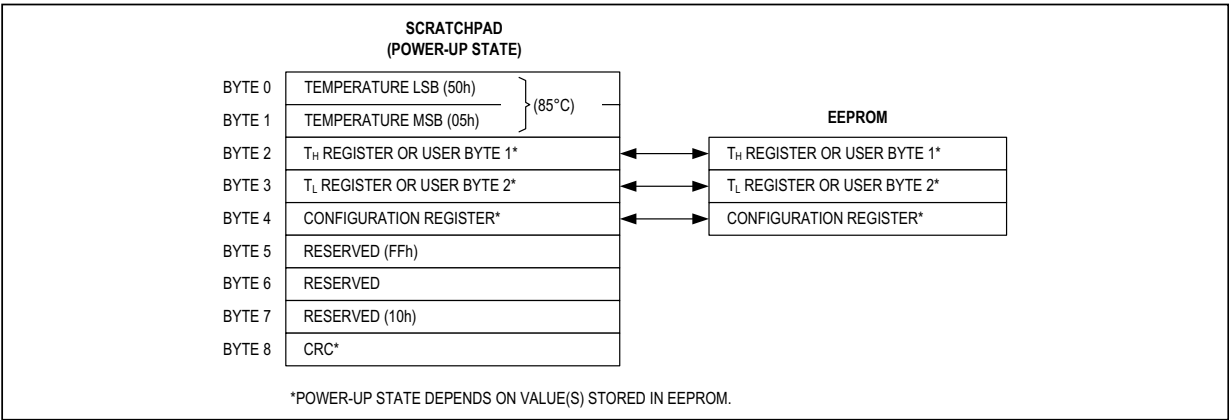 SCRATCHPAD
(POWER-UP STATE)
BYTE 0 TEMPERATURE LSB (50h)
(85°C)
BYTE 1 TEMPERATURE MSB (05h)
EEPROM
BYTE 2 TH REGISTER OR USER BYTE 1* TH REGISTER OR USER BYTE 1*
BYTE 3 TL REGISTER OR USER BYTE 2* TL REGISTER OR USER BYTE 2*
BYTE 4 CONFIGURATION REGISTER* CONFIGURATION REGISTER*
BYTE 5 RESERVED (FFh)
BYTE 6 RESERVED
BYTE 7 RESERVED (10h)
BYTE 8 CRC*
*POWER-UP STATE DEPENDS ON VALUE(S) STORED IN EEPROM.